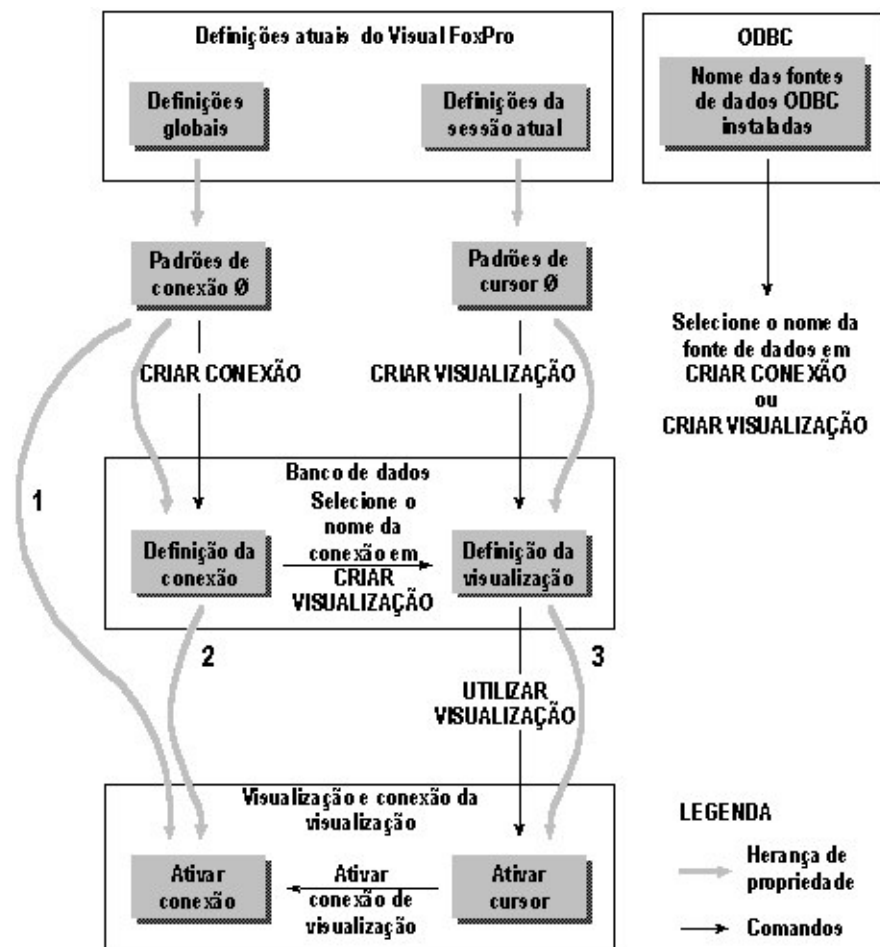 Definições atuais do Visual FoxPro
Definições
globais
Definições da
sessão atual
ODBC
Nome das fontes
de dados ODBC
instaladas
Padrões de
conexão Ø
Padrões de
cursor Ø
Selecione o nome da
fonte de dados em
CRIAR CONEXÃO
ou
CRIAR VISUALIZAÇÃO
CRIAR CONEXÃO
CRIAR VISUALIZAÇÃO
1
Banco de dados
Selecione o
nome da
conexão em
CRIAR
VISUALIZAÇÃO
Definição da
conexão
Definição da
visualização
2
3
UTILIZAR
VISUALIZAÇÃO
Visualização e conexão da
visualização
Ativar
conexão
Ativar
conexão de
visualização
Ativar
cursor
LEGENDA
Herança de
propriedade
Comandos